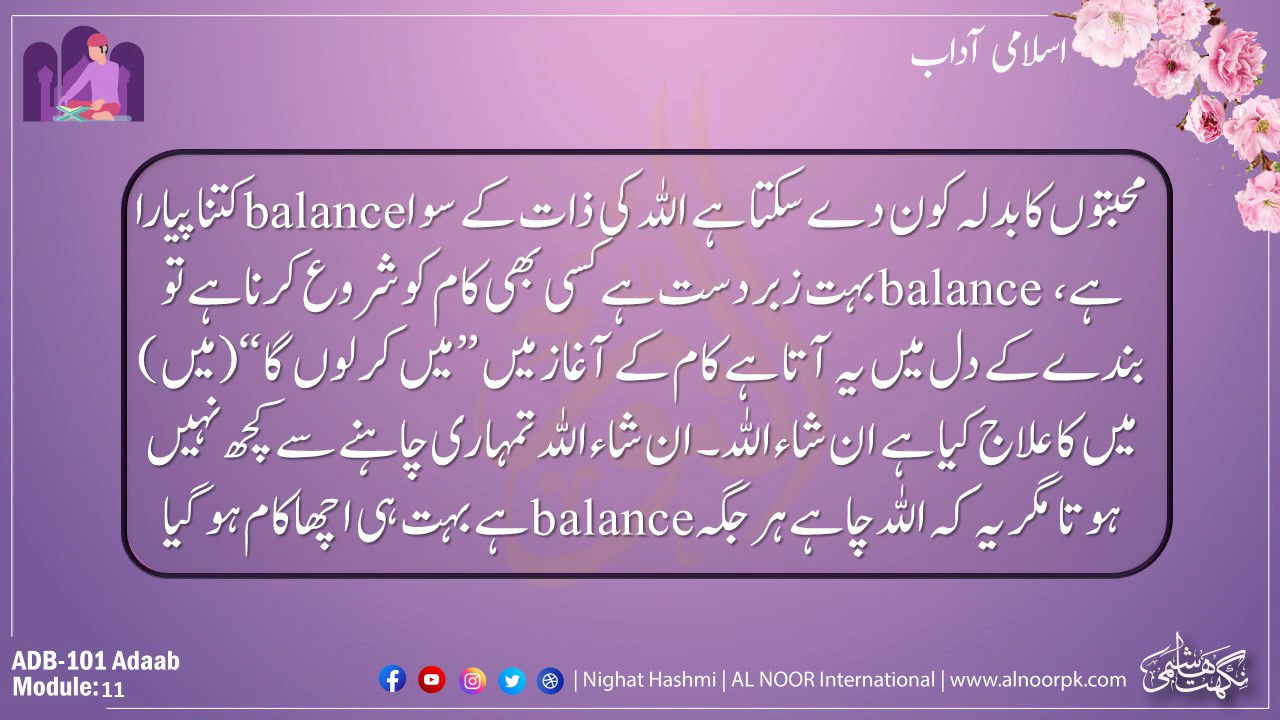 اسلامی آداب
محبتوں کا بدلہ کون دے سکتا ہے اللہ کی ذات کے سوا balance کتنا پیارا
ہے، balance بہت زبردست ہے کسی بھی کام کو شروع کرنا ہے تو
بندے کے دل میں یہ آتا ہے کام کے آغاز میں ”میں کر لوں گا“ (میں)
میں کا علاج کیا ہے ان شاء اللہ۔ ان شاء اللہ تمہاری چاہنے سے کچھ نہیں
ہوتا مگر یہ کہ اللہ چاہے ہر جگہ balance ہے بہت ہی اچھا کام ہو گیا
ADB-101 Adaab
Module: 11
| Nighat Hashmi | AL NOOR International | www.alnoorpk.com
نگہت ہاشمی